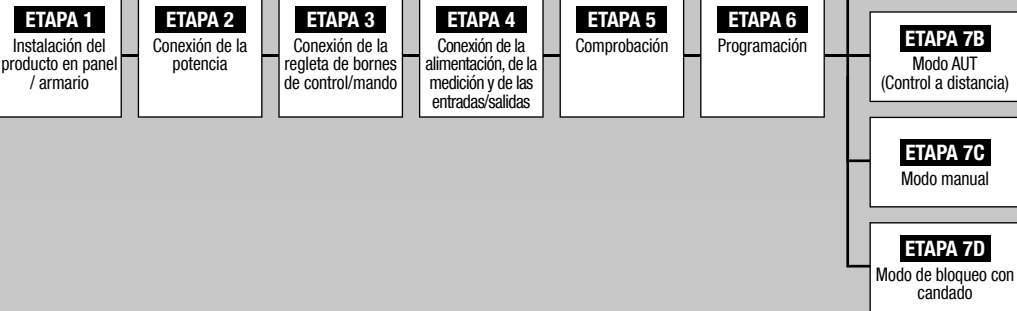 ETAPA 1
Instalación del
producto en panel
/ armario
ETAPA 2
Conexión de la
potencia
ETAPA 3
Conexión de la
regleta de bornes
de control/mando
ETAPA 4
Conexión de la
alimentación, de la
medición y de las
entradas/salidas
ETAPA 5
Comprobación
ETAPA 6
Programación
ETAPA 7B
Modo AUT
(Control a distancia)
ETAPA 7C
Modo manual
ETAPA 7D
Modo de bloqueo con
candado